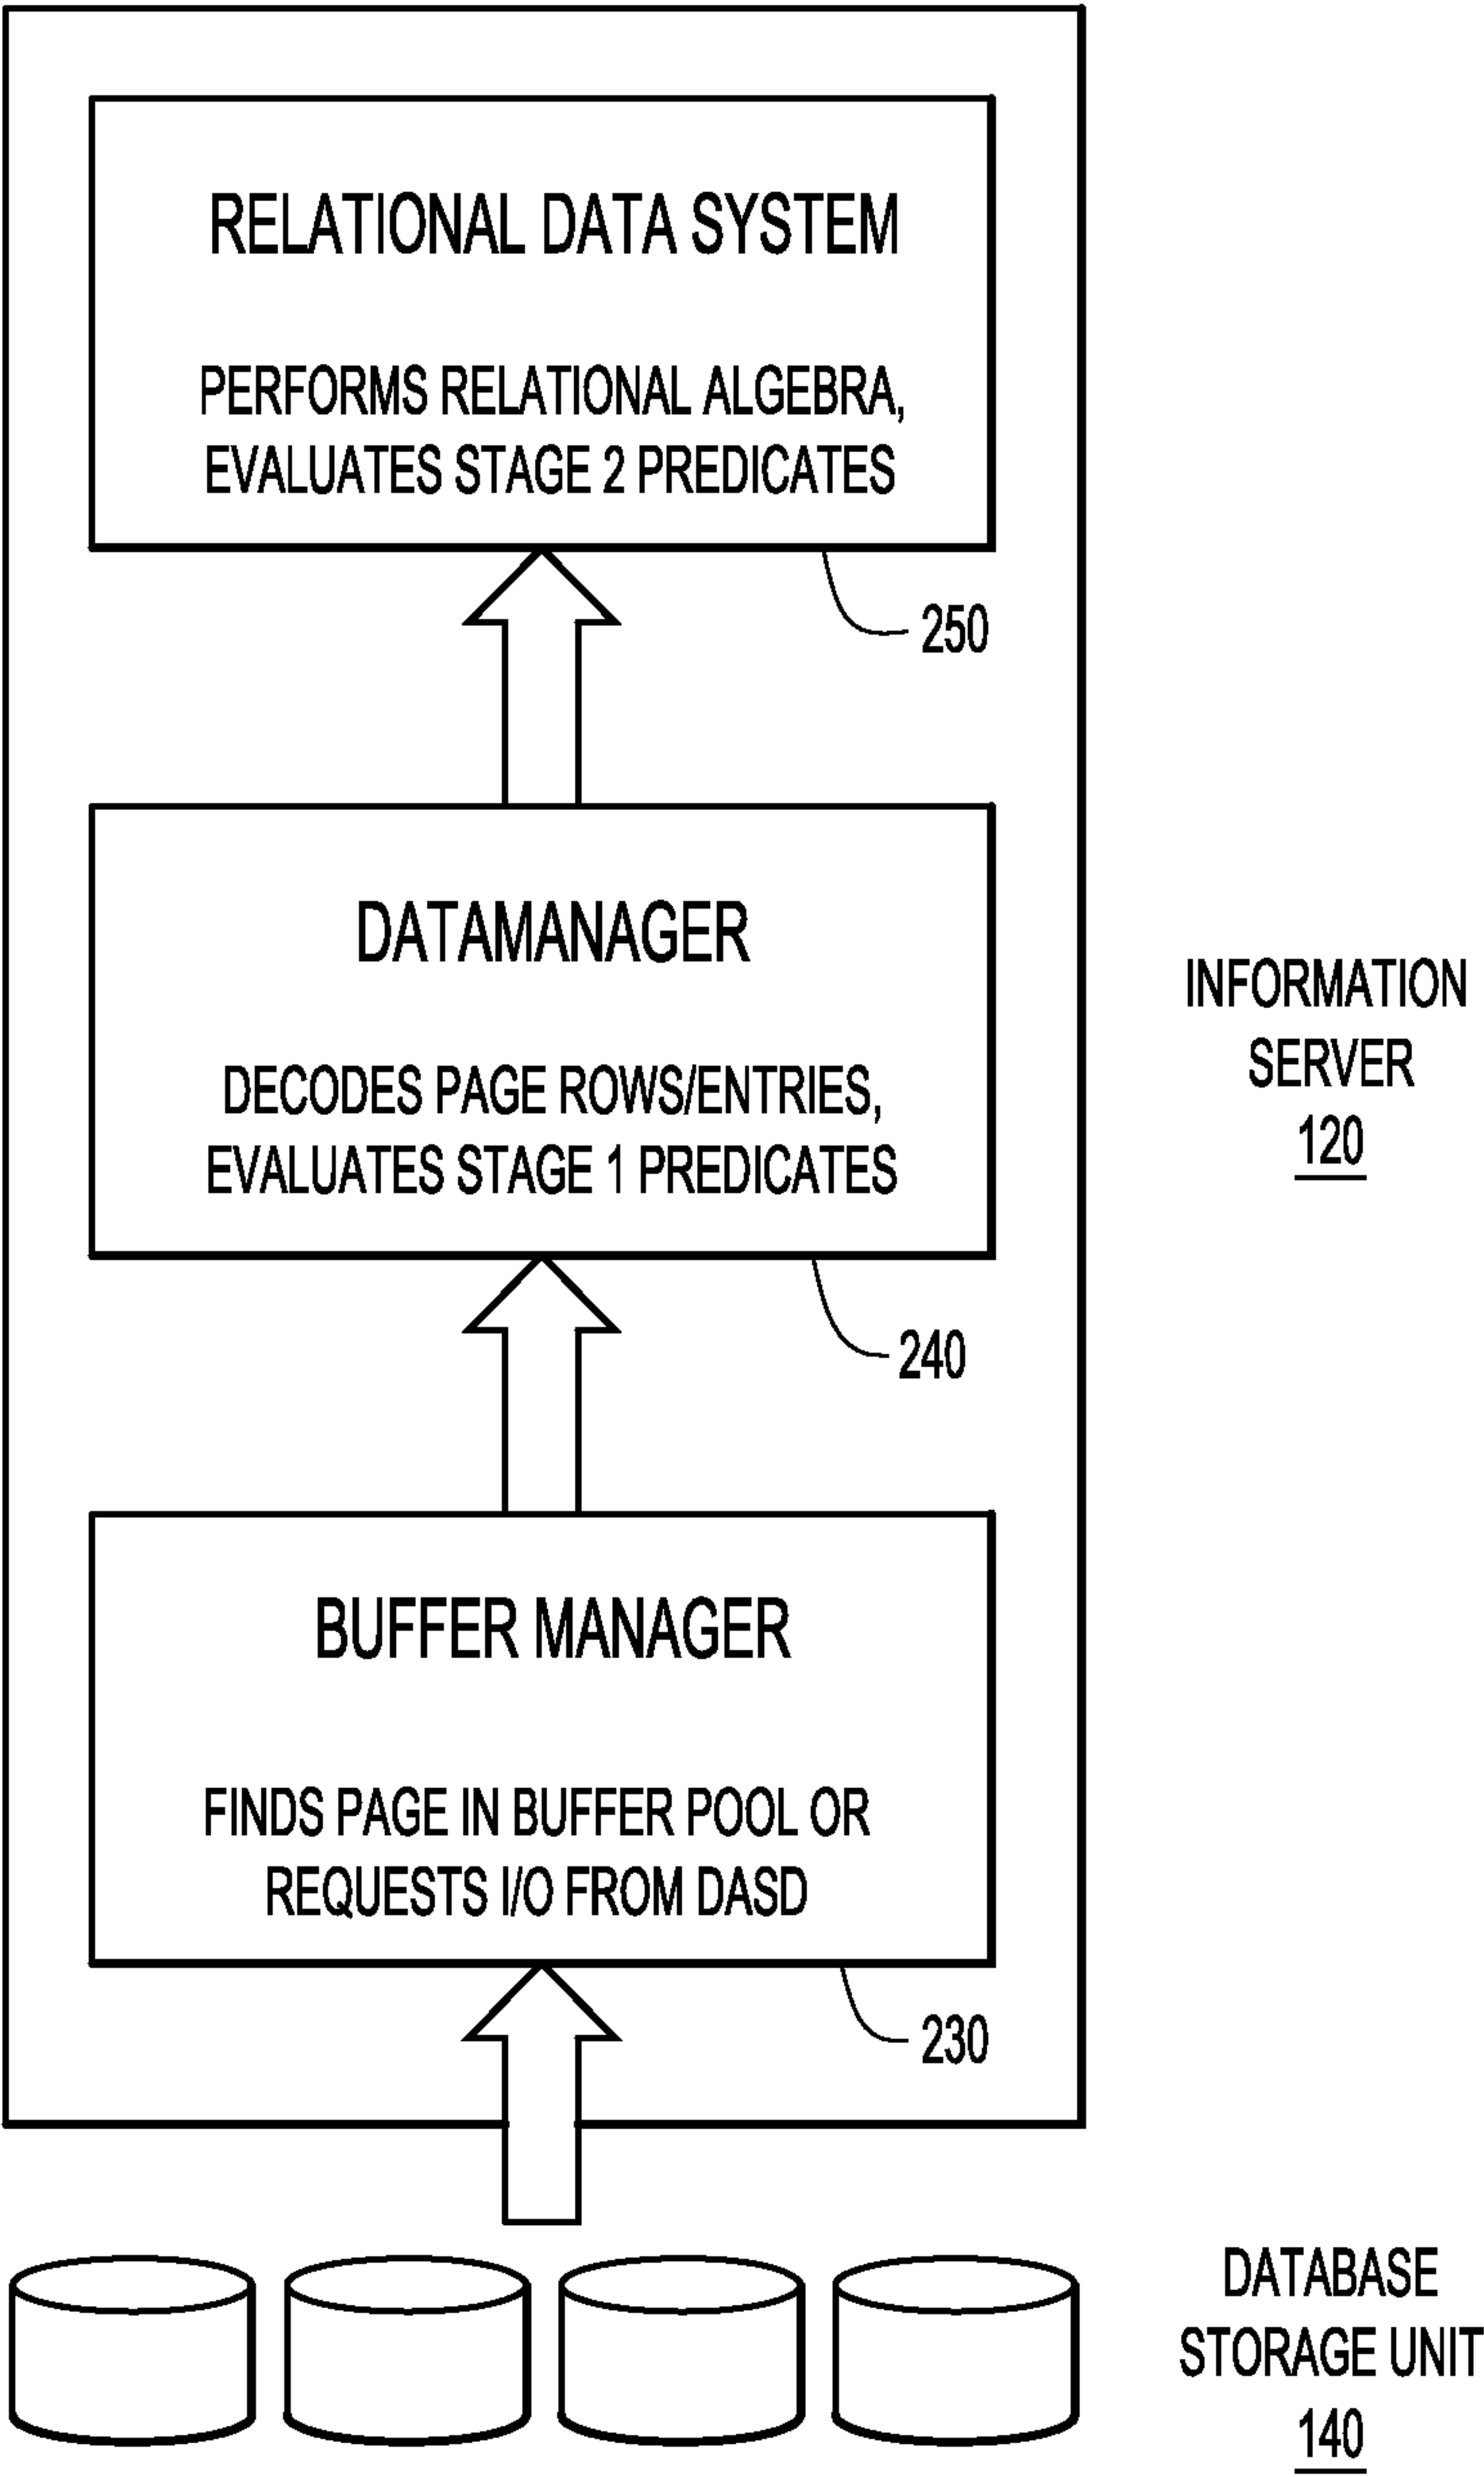 RELATIONAL DATA SYSTEM
PERFORMS RELATIONAL ALGEBRA,
EVALUATES STAGE 2 PREDICATES
250
DATAMANAGER
DECODES PAGE ROWS/ENTRIES,
EVALUATES STAGE 1 PREDICATES
240
INFORMATION
SERVER
120
BUFFER MANAGER
FINDS PAGE IN BUFFER POOL OR
REQUESTS I/O FROM DASD
230
DATABASE
STORAGE UNIT
140